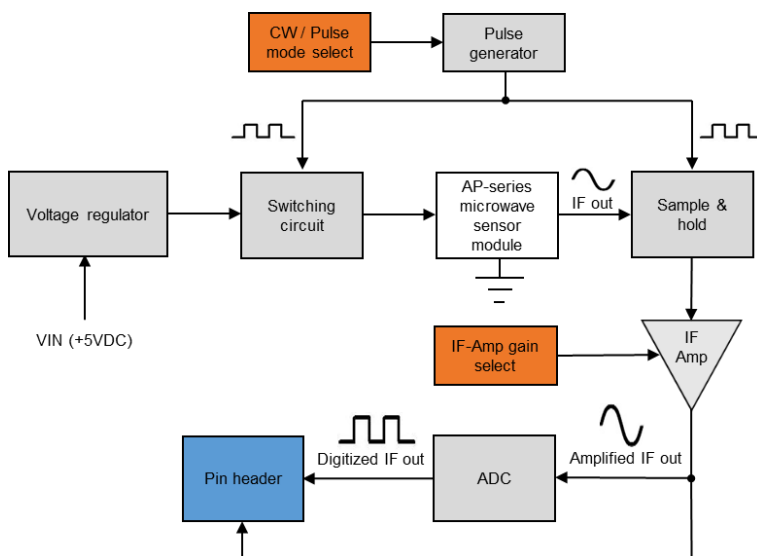 CW / Pulse
mode select
Pulse
generator
Voltage regulator
Switching
circuit
AP-series
microwave
sensor
module
IF out
Sample &
hold
VIN (+5VDC)
IF-Amp gain
select
IF
Amp
Pin header
Digitized IF out
ADC
Amplified IF out